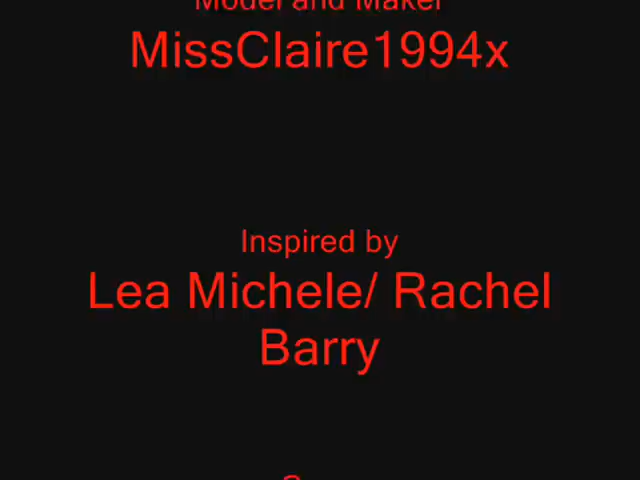 Model and Maker
MissClaire1994x
Inspired by
Lea Michele/ Rachel
Barry